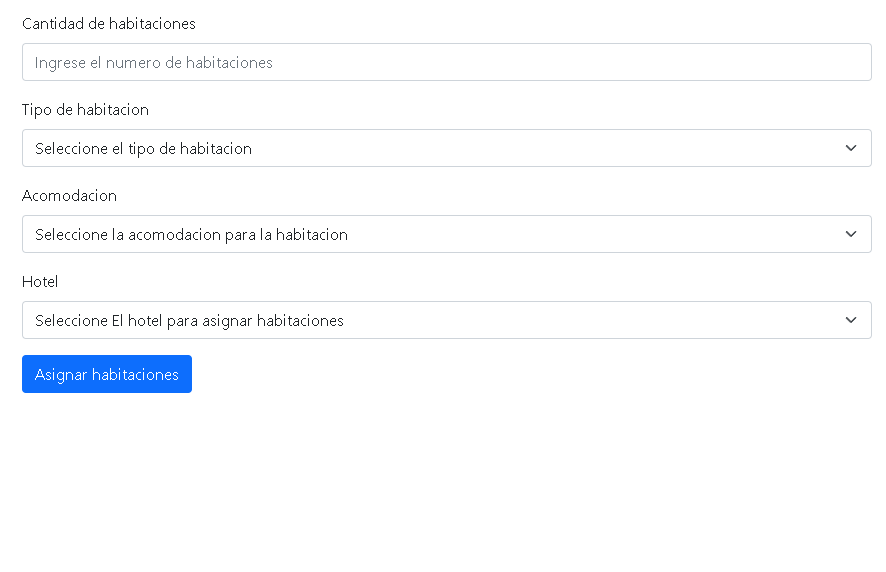 Cantidad de habitaciones
Ingrese el numero de habitaciones
Tipo de habitacion
Seleccione el tipo de habitacion
Acomodacion
Seleccione la acomodacion para la habitacion
Hotel
Seleccione El hotel para asignar habitaciones
Asignar habitaciones